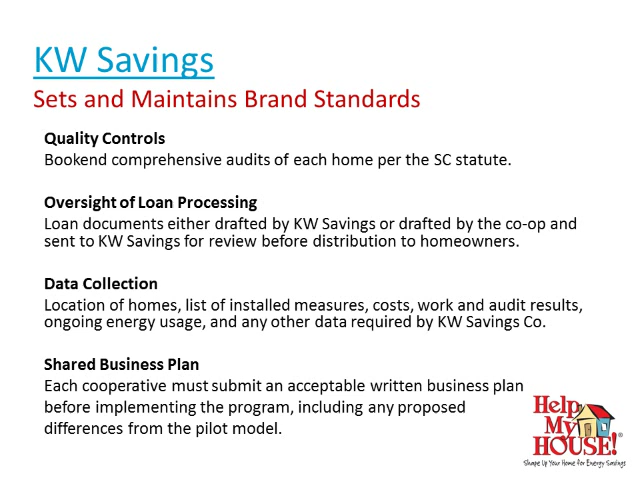 KW Savings
Sets and Maintains Brand Standards
Quality Controls
Bookend comprehensive audits of each home per the SC statute.
Oversight of Loan Processing
Loan documents either drafted by KW Savings or drafted by the co-op and
sent to KW Savings for review before distribution to homeowners.
Data Collection
Location of homes, list of installed measures, costs, work and audit results,
ongoing energy usage, and any other data required by KW Savings Co.
Shared Business Plan
Each cooperative must submit an acceptable written business plan
before implementing the program, including any proposed
differences from the pilot model.
Help
My
HOUSE!®
Shape Up Your Home for Energy Savings